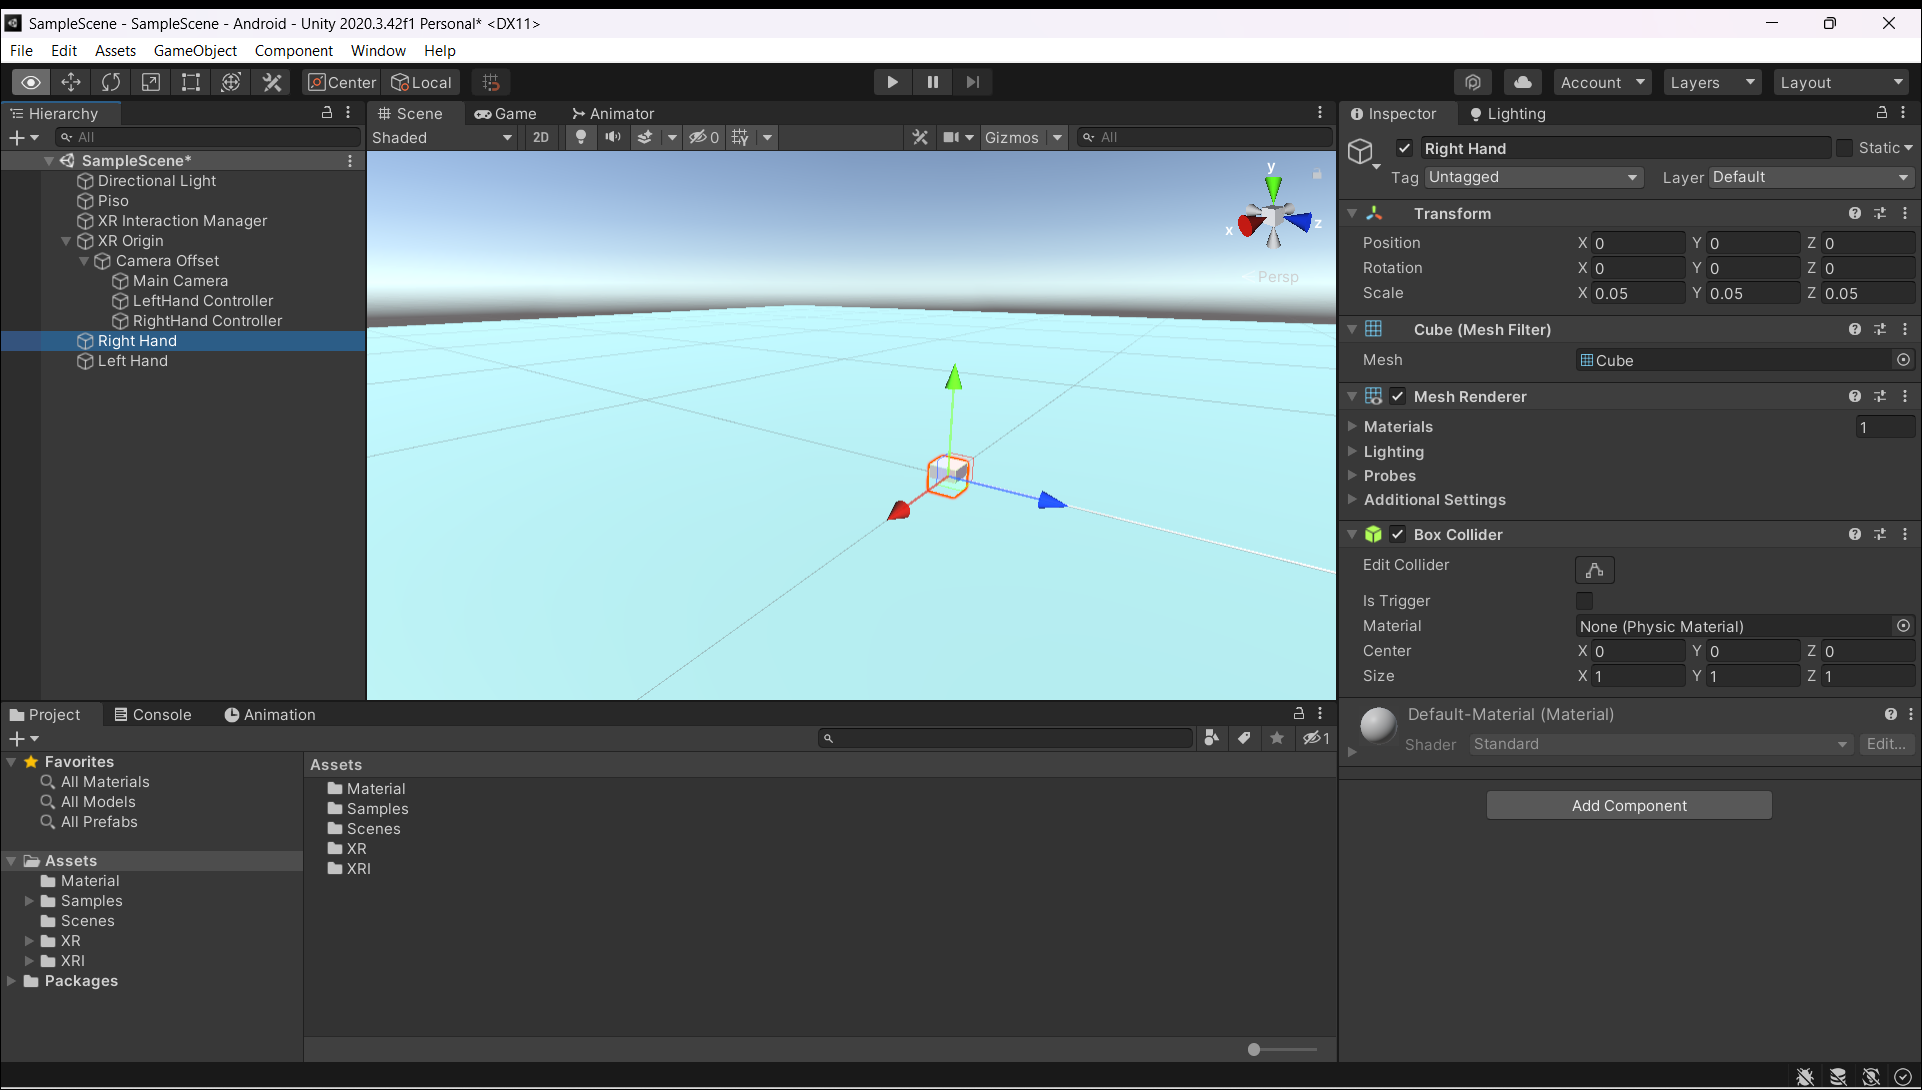 SampleScene - SampleScene - Android - Unity 2020.3.42f1 Personal* <DX11>
File Edit Assets GameObject Component Window Help
Center Local Account Layers Layout
Hierarchy
All
SampleScene*
Directional Light
Piso
XR Interaction Manager
XR Origin
Camera Offset
Main Camera
LeftHand Controller
RightHand Controller
Right Hand
Left Hand
Scene Game Animator
Shaded 2D 0 Gizmos All
y
x z
Persp
Inspector Lighting
Right Hand Static
Tag Untagged Layer Default
Transform
Position X 0 Y 0 Z 0
Rotation X 0 Y 0 Z 0
Scale X 0.05 Y 0.05 Z 0.05
Cube (Mesh Filter)
Mesh Cube
Mesh Renderer
Materials 1
Lighting
Probes
Additional Settings
Box Collider
Edit Collider
Is Trigger
Material None (Physic Material)
Center X 0 Y 0 Z 0
Size X 1 Y 1 Z 1
Default-Material (Material)
Shader Standard Edit...
Add Component
Project Console Animation
1
Favorites
All Materials
All Models
All Prefabs
Assets
Material
Samples
Scenes
XR
XRI
Packages
Assets
Material
Samples
Scenes
XR
XRI